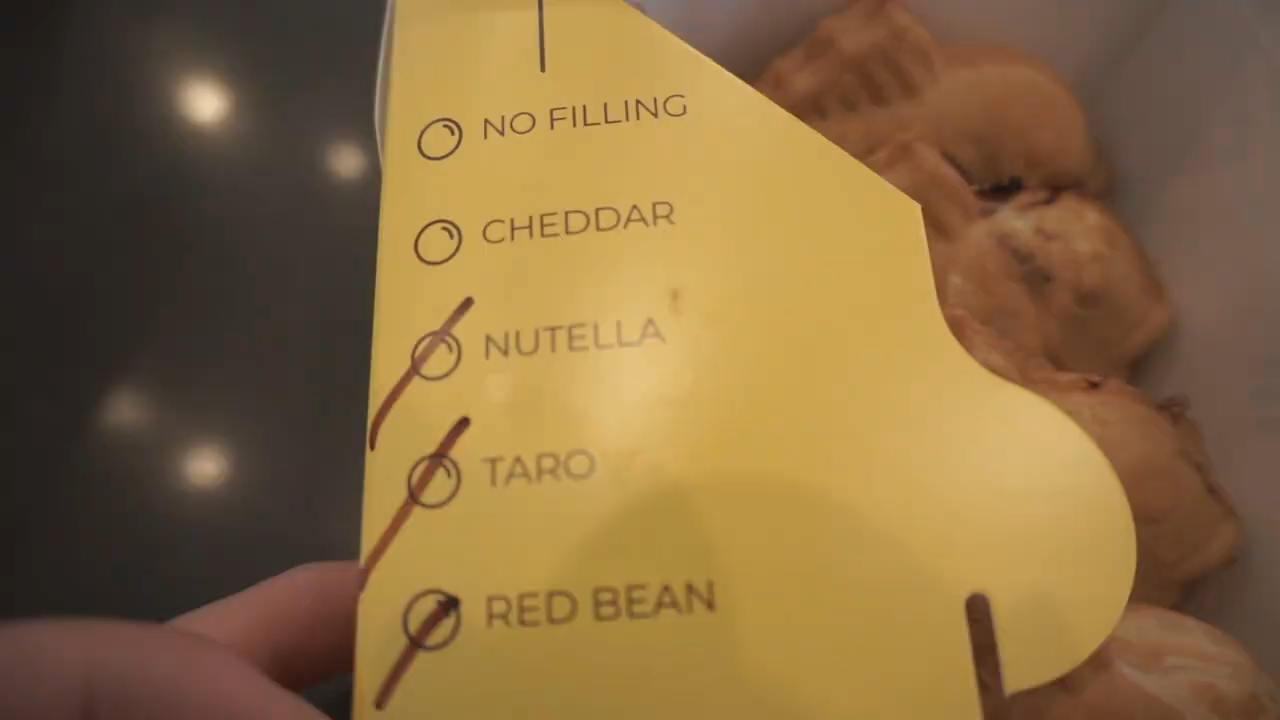 NO FILLING
CHEDDAR
NUTELLA
TARO
RED BEAN